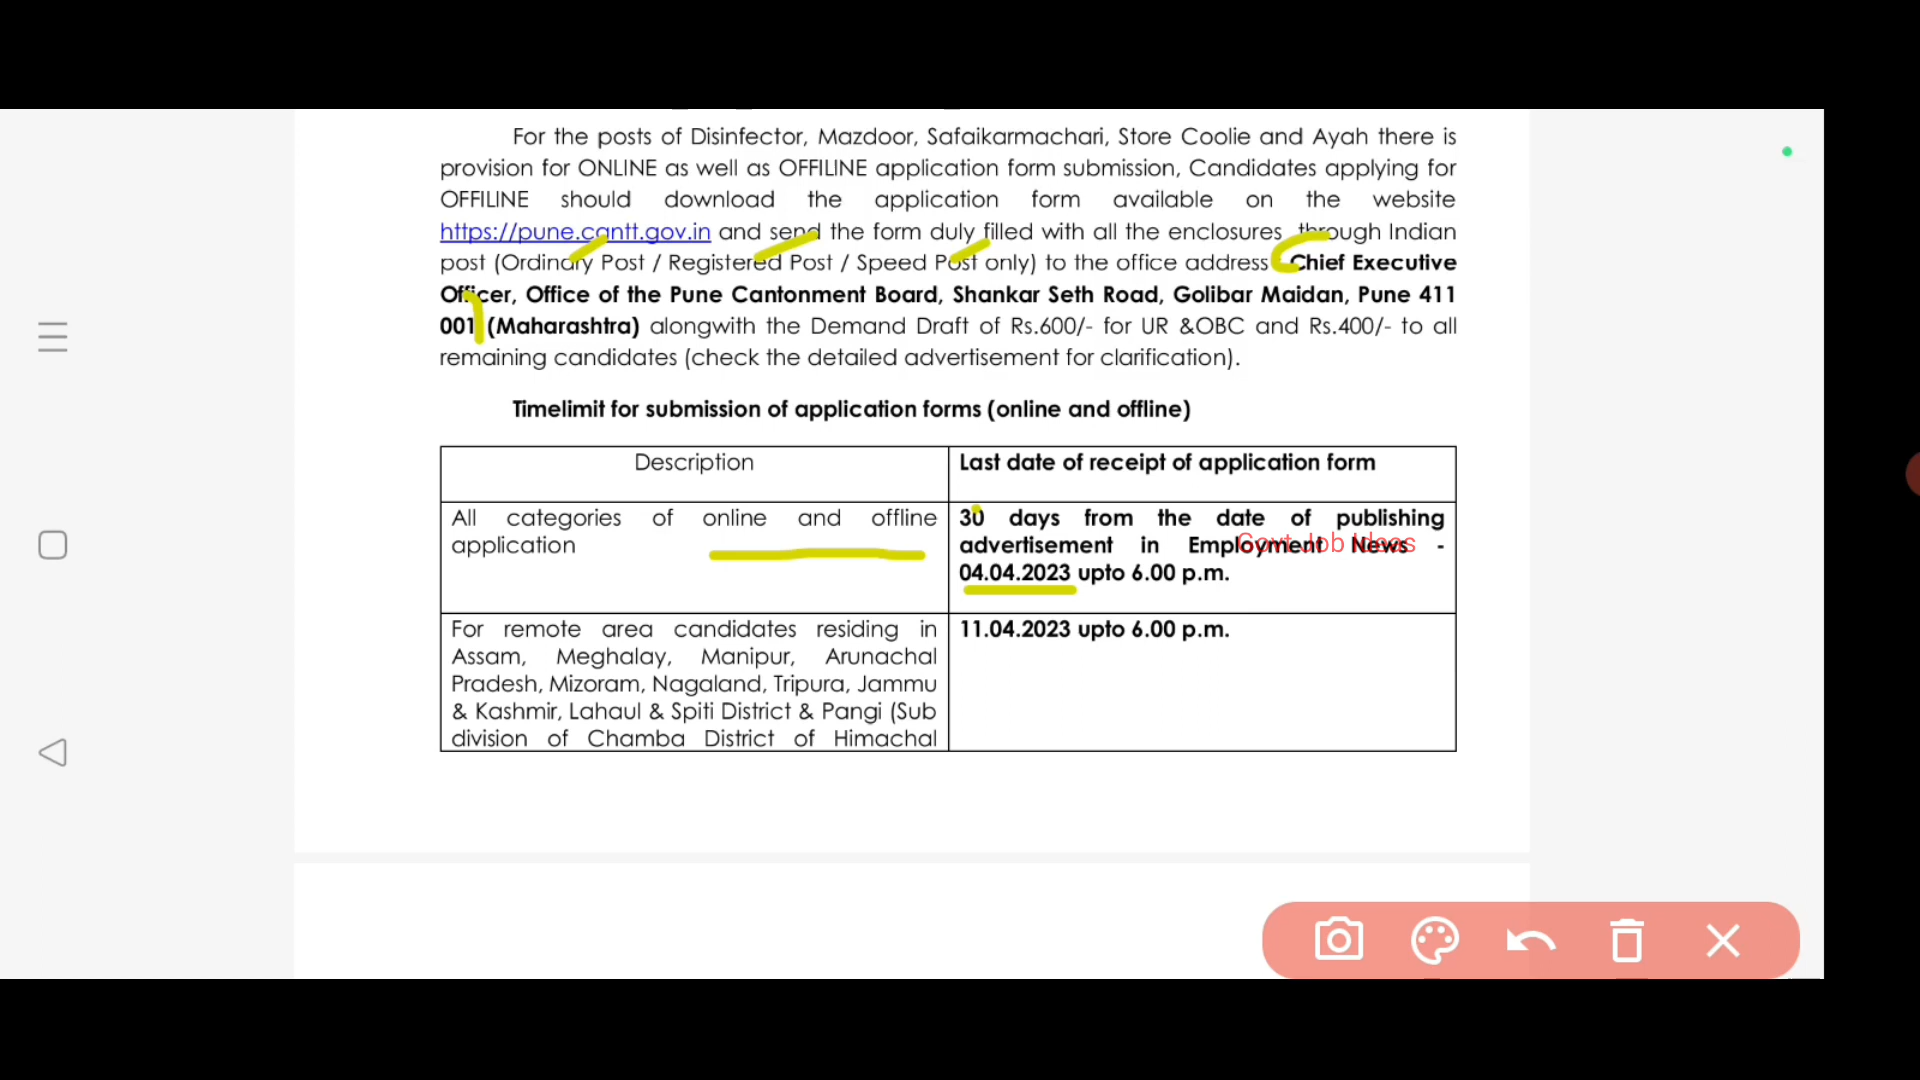 For the posts of Disinfector, Mazdoor, Safaikarmachari, Store Coolie and Ayah there is
provision for ONLINE as well as OFFILINE application form submission, Candidates applying for
OFFILINE should download the application form available on the website
https://pune.cantt.gov.in and send the form duly filled with all the enclosures through Indian
post (Ordinary Post / Registered Post / Speed Post only) to the office address Chief Executive
Officer, Office of the Pune Cantonment Board, Shankar Seth Road, Golibar Maidan, Pune 411
001 (Maharashtra) alongwith the Demand Draft of Rs.600/- for UR &OBC and Rs.400/- to all
remaining candidates (check the detailed advertisement for clarification).
Timelimit for submission of application forms (online and offline)
Description
Last date of receipt of application form
All categories of online and offline
application
30 days from the date of publishing
advertisement in Employment News -
04.04.2023 upto 6.00 p.m.
Govt Job Ideas
For remote area candidates residing in
Assam, Meghalay, Manipur, Arunachal
Pradesh, Mizoram, Nagaland, Tripura, Jammu
& Kashmir, Lahaul & Spiti District & Pangi (Sub
division of Chamba District of Himachal
11.04.2023 upto 6.00 p.m.